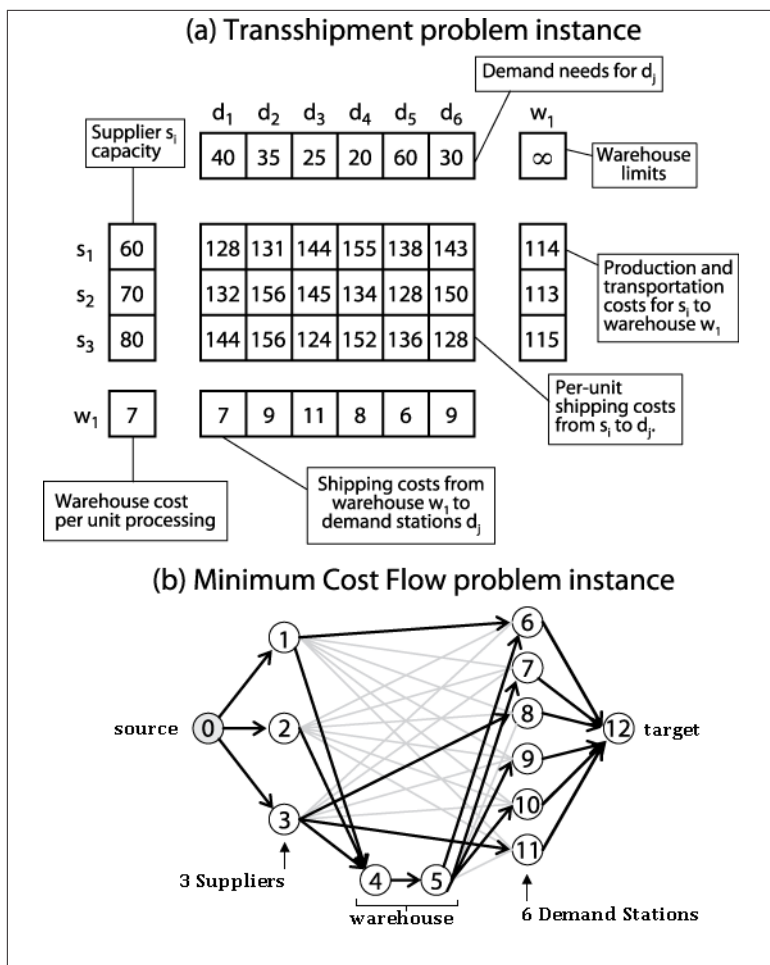 (a) Transshipment problem instance
Demand needs for dj
Supplier si
capacity
d1 d2 d3 d4 d5 d6 w1
40 35 25 20 60 30 ∞
Warehouse
limits
s1 60 128 131 144 155 138 143 114
s2 70 132 156 145 134 128 150 113
s3 80 144 156 124 152 136 128 115
Production and
transportation
costs for si to
warehouse w1
w1 7 7 9 11 8 6 9
Per-unit
shipping costs
from si to dj.
Warehouse cost
per unit processing
Shipping costs from
warehouse w1 to
demand stations dj
(b) Minimum Cost Flow problem instance
6
1
7
8
source 0 2 12 target
9
10
3
11
4 5
3 Suppliers
warehouse
6 Demand Stations